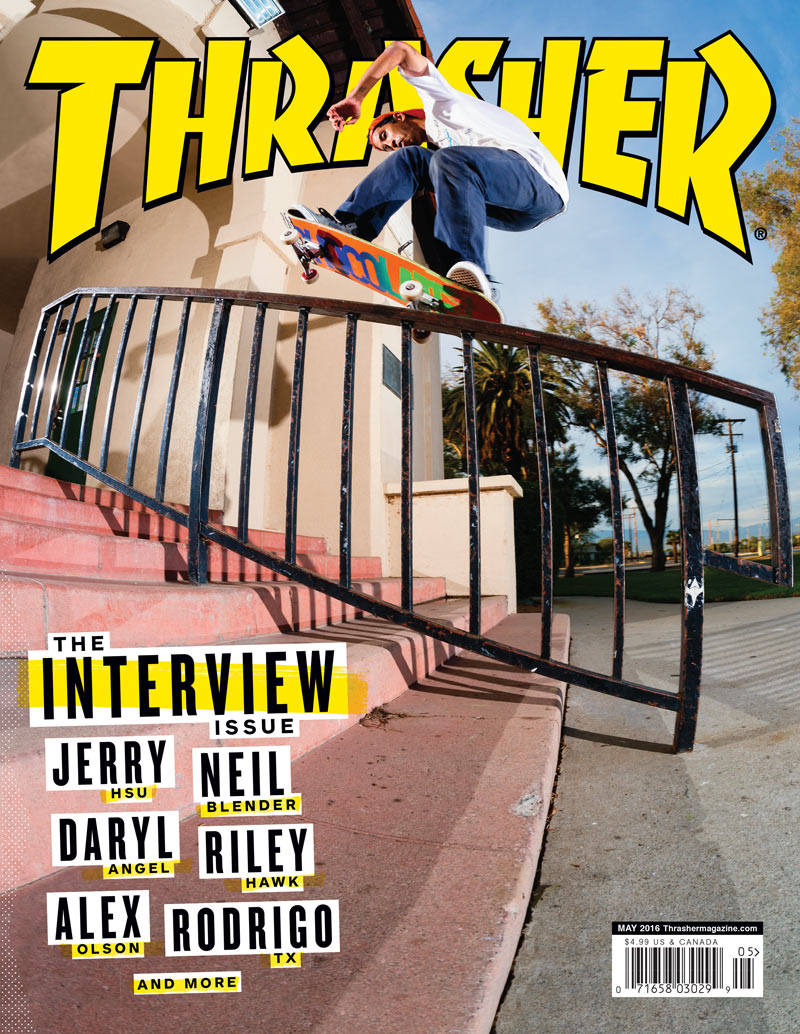 THRASHER®
THE
INTERVIEW
ISSUE
JERRY
HSU
NEIL
BLENDER
DARYL
ANGEL
RILEY
HAWK
ALEX
OLSON
RODRIGO
TX
AND MORE
MAY 2016 Thrashermagazine.com
$4.99 US & CANADA
05>
0 71658 03029 9